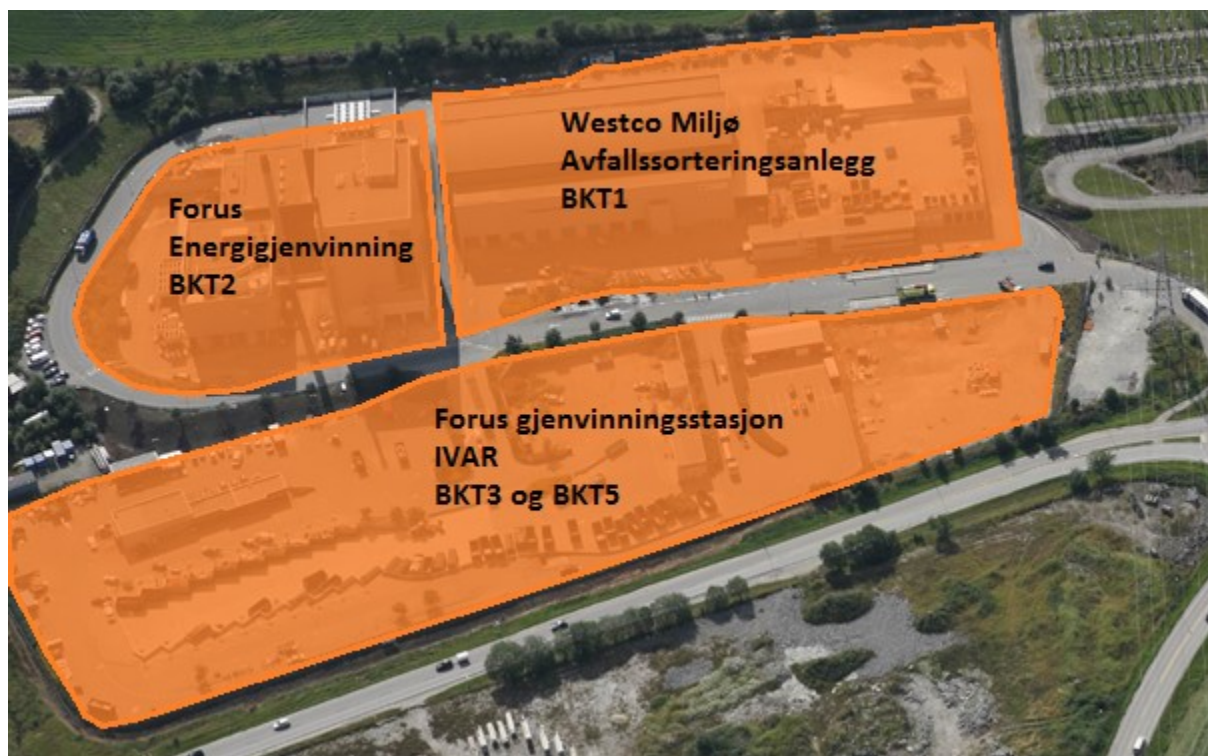 Westco Miljø
Avfallssorteringsanlegg
BKT1
Forus
Energigjenvinning
BKT2
Forus gjenvinningsstasjon
IVAR
BKT3 og BKT5